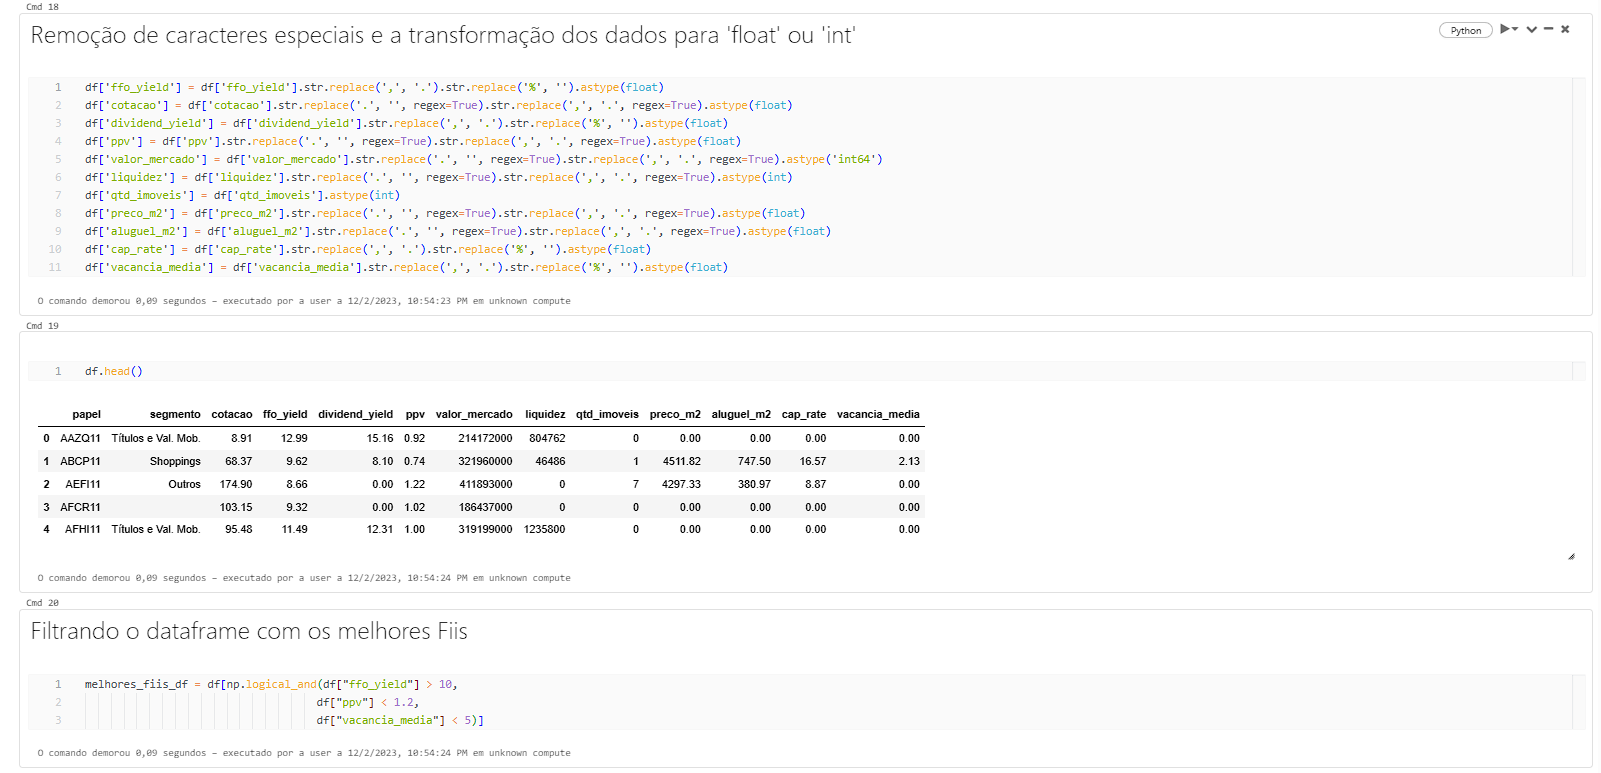 Cmd 18
Remoção de caracteres especiais e a transformação dos dados para 'float' ou 'int'
Python
1 df['ffo_yield'] = df['ffo_yield'].str.replace(',', '.').str.replace('%', '').astype(float)
2 df['cotacao'] = df['cotacao'].str.replace('.', '', regex=True).str.replace(',', '.', regex=True).astype(float)
3 df['dividend_yield'] = df['dividend_yield'].str.replace(',', '.').str.replace('%', '').astype(float)
4 df['ppv'] = df['ppv'].str.replace('.', '', regex=True).str.replace(',', '.', regex=True).astype(float)
5 df['valor_mercado'] = df['valor_mercado'].str.replace('.', '', regex=True).str.replace(',', '.', regex=True).astype('int64')
6 df['liquidez'] = df['liquidez'].str.replace('.', '', regex=True).str.replace(',', '.', regex=True).astype(int)
7 df['qtd_imoveis'] = df['qtd_imoveis'].astype(int)
8 df['preco_m2'] = df['preco_m2'].str.replace('.', '', regex=True).str.replace(',', '.', regex=True).astype(float)
9 df['aluguel_m2'] = df['aluguel_m2'].str.replace('.', '', regex=True).str.replace(',', '.', regex=True).astype(float)
10 df['cap_rate'] = df['cap_rate'].str.replace(',', '.').str.replace('%', '').astype(float)
11 df['vacancia_media'] = df['vacancia_media'].str.replace(',', '.').str.replace('%', '').astype(float)
O comando demorou 0,09 segundos – executado por a user a 12/2/2023, 10:54:23 PM em unknown compute
Cmd 19
1 df.head()
papel segmento cotacao ffo_yield dividend_yield ppv valor_mercado liquidez qtd_imoveis preco_m2 aluguel_m2 cap_rate vacancia_media
0 AAZQ11 Títulos e Val. Mob. 8.91 12.99 15.16 0.92 214172000 804762 0 0.00 0.00 0.00 0.00
1 ABCP11 Shoppings 68.37 9.62 8.10 0.74 321960000 46486 1 4511.82 747.50 16.57 2.13
2 AEFI11 Outros 174.90 8.66 0.00 1.22 411893000 0 7 4297.33 380.97 8.87 0.00
3 AFCR11 103.15 9.32 0.00 1.02 186437000 0 0 0.00 0.00 0.00 0.00
4 AFHI11 Títulos e Val. Mob. 95.48 11.49 12.31 1.00 319199000 1235800 0 0.00 0.00 0.00 0.00
O comando demorou 0,09 segundos – executado por a user a 12/2/2023, 10:54:24 PM em unknown compute
Cmd 20
Filtrando o dataframe com os melhores Fiis
1 melhores_fiis_df = df[np.logical_and(df["ffo_yield"] > 10,
2 df["ppv"] < 1.2,
3 df["vacancia_media"] < 5)]
O comando demorou 0,09 segundos – executado por a user a 12/2/2023, 10:54:24 PM em unknown compute